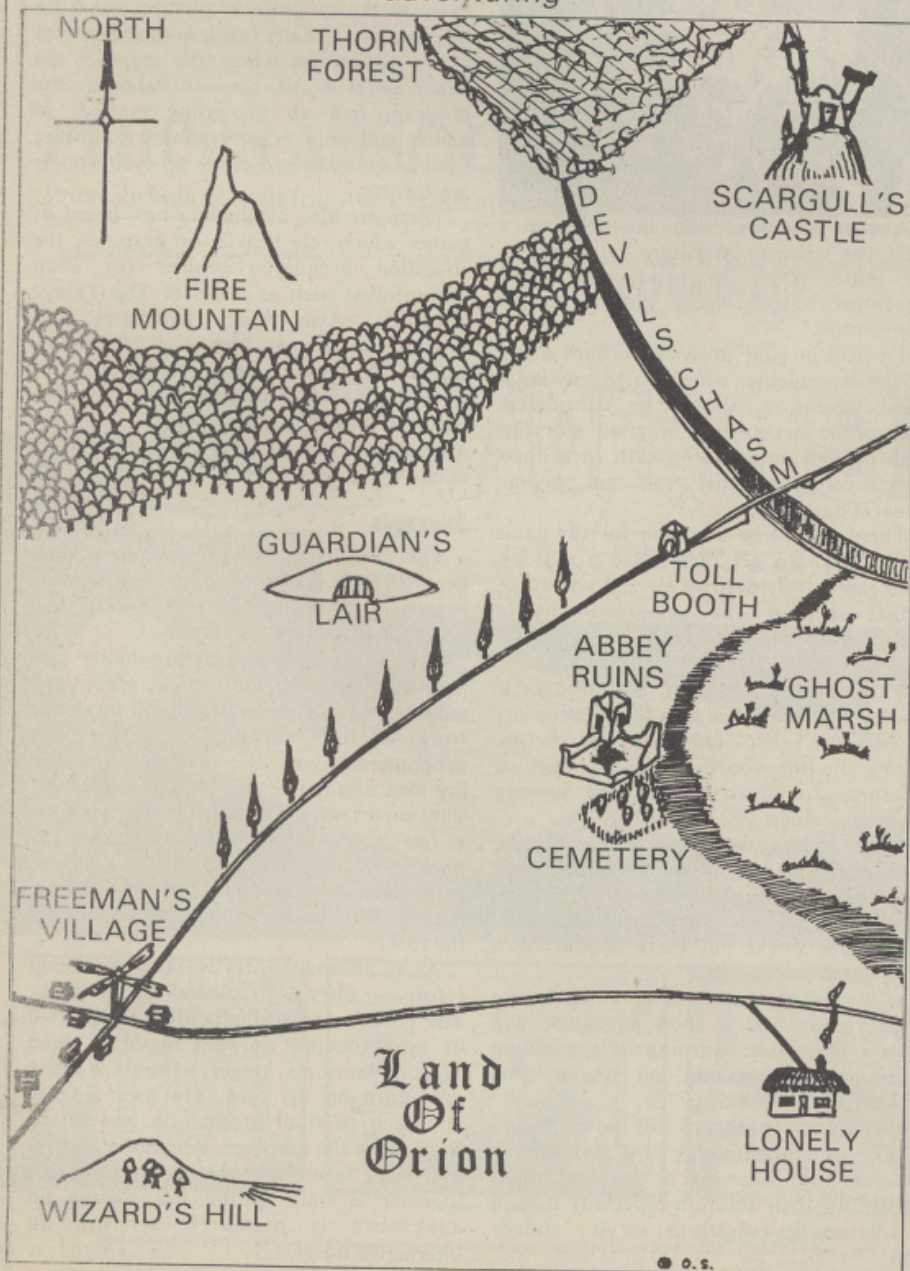 adventuring
NORTH
THORN
FOREST
SCARGULL'S
CASTLE
DEVILS CHASM
FIRE
MOUNTAIN
GUARDIAN'S
LAIR
TOLL
BOOTH
ABBEY
RUINS
GHOST
MARSH
CEMETERY
FREEMAN'S
VILLAGE
Land
Of
Orion
LONELY
HOUSE
WIZARD'S HILL
O.S.